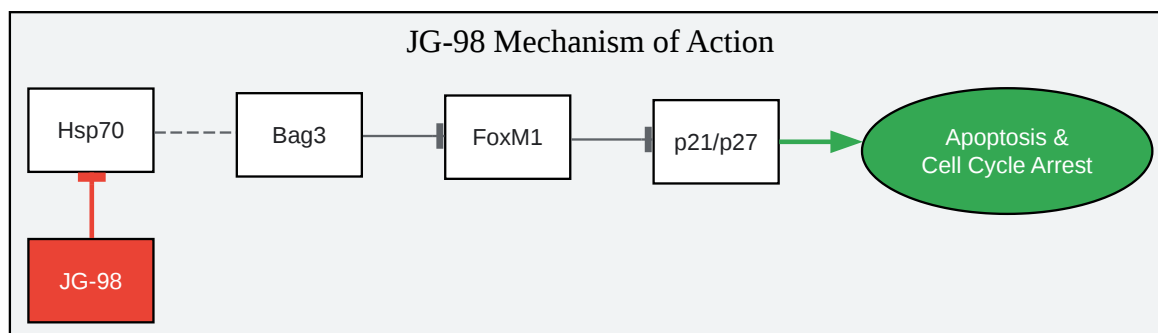 JG-98 Mechanism of Action
Hsp70
Bag3
FoxM1
p21/p27
Apoptosis &
Cell Cycle Arrest
JG-98